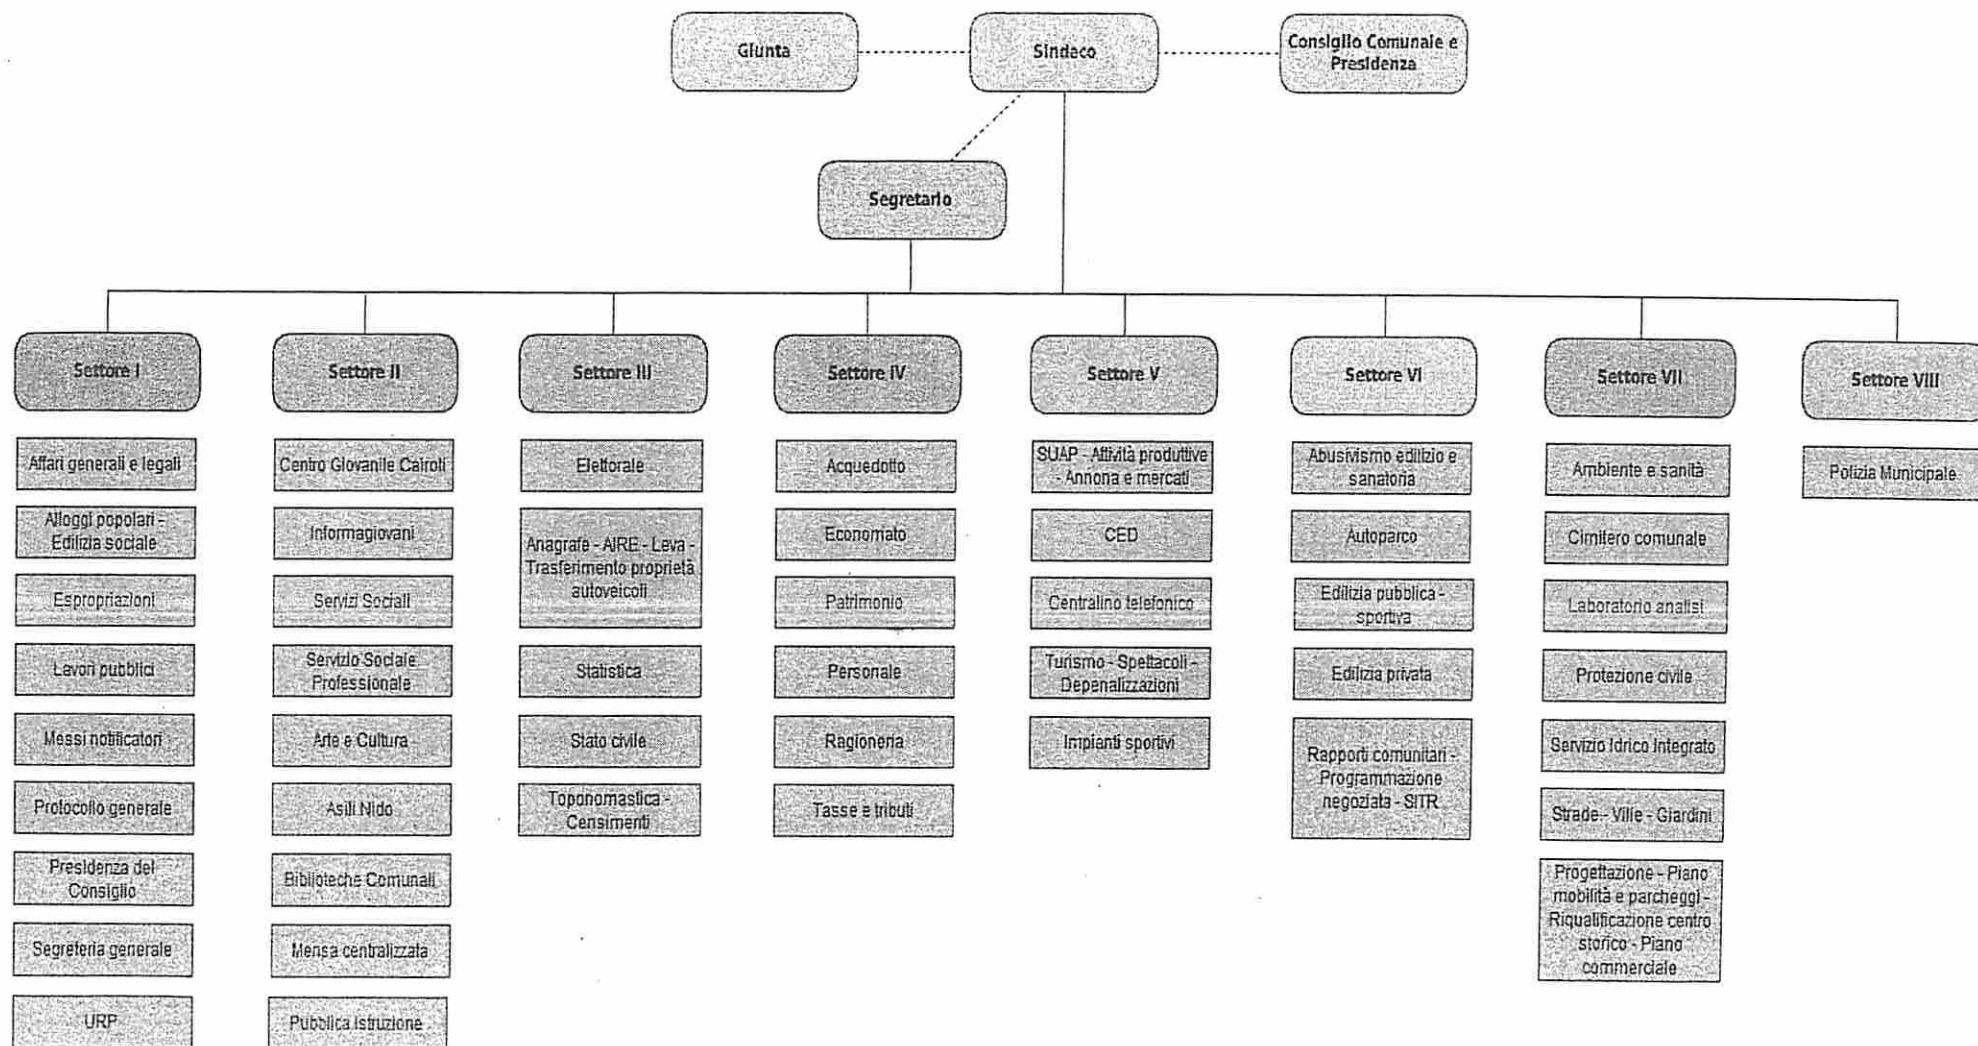 Giunta
Sindaco
Consiglio Comunale e
Presidenza
Segretario
Settore I
Settore II
Settore III
Settore IV
Settore V
Settore VI
Settore VII
Settore VIII
Affari generali e legali
Alloggi popolari -
Edilizia sociale
Espropriazioni
Lavori pubblici
Messi notificatori
Protocollo generale
Presidenza del
Consiglio
Segreteria generale
URP
Centro Giovanile Cairoli
Informagiovani
Servizi Sociali
Servizio Sociale
Professionale
Arte e Cultura
Asili Nido
Biblioteche Comunali
Mensa centralizzata
Pubblica Istruzione
Elettorale
Anagrafe - AIRE - Leva -
Trasferimento proprietà
autoveicoli
Statistica
Stato civile
Toponomastica -
Censimenti
Acquedotto
Economato
Patrimonio
Personale
Ragioneria
Tasse e tributi
SUAP - Attività produttive
- Annona e mercati
CED
Centralino telefonico
Turismo - Spettacoli -
Depenalizzazioni
Impianti sportivi
Abusivismo edilizio e
sanatoria
Autoparco
Edilizia pubblica -
sportiva
Edilizia privata
Rapporti comunitari -
Programmazione
negoziata - SITR
Ambiente e sanità
Cimitero comunale
Laboratorio analisi
Protezione civile
Servizio Idrico Integrato
Strade - Ville - Giardini
Progettazione - Piano
mobilità e parcheggi -
Riqualificazione centro
storico - Piano
commerciale
Polizia Municipale